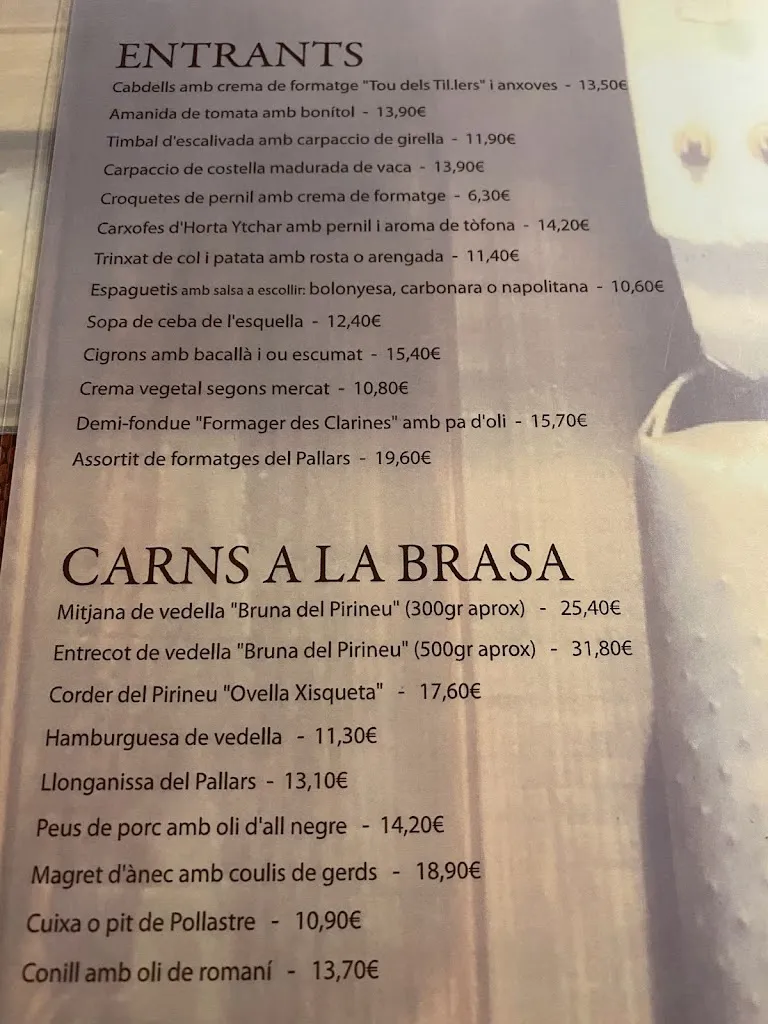 ENTRANTS
Cabdells amb crema de formatge "Tou dels Til.lers" i anxoves - 13,50€
Amanida de tomata amb bonítol - 13,90€
Timbal d'escalivada amb carpaccio de girella - 11,90€
Carpaccio de costella madurada de vaca - 13,90€
Croquetes de pernil amb crema de formatge - 6,30€
Carxofes d'Horta Ytchar amb pernil i aroma de tòfona - 14,20€
Trinxat de col i patata amb rosta o arengada - 11,40€
Espaguetis amb salsa a escollir: bolonyesa, carbonara o napolitana - 10,60€
Sopa de ceba de l'esquella - 12,40€
Cigrons amb bacallà i ou escumat - 15,40€
Crema vegetal segons mercat - 10,80€
Demi-fondue "Formager des Clarines" amb pa d'oli - 15,70€
Assortit de formatges del Pallars - 19,60€
CARNS A LA BRASA
Mitjana de vedella "Bruna del Pirineu" (300gr aprox) - 25,40€
Entrecot de vedella "Bruna del Pirineu" (500gr aprox) - 31,80€
Corder del Pirineu "Ovella Xisqueta" - 17,60€
Hamburguesa de vedella - 11,30€
Llonganissa del Pallars - 13,10€
Peus de porc amb oli d'all negre - 14,20€
Magret d'ànec amb coulis de gerds - 18,90€
Cuixa o pit de Pollastre - 10,90€
Conill amb oli de romaní - 13,70€